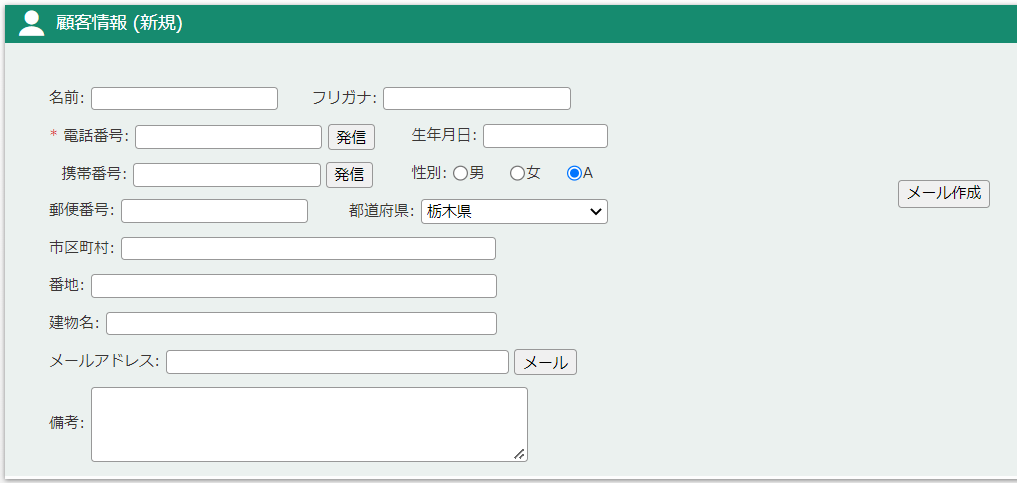 顧客情報 (新規)
名前: フリガナ:
* 電話番号: 発信 生年月日:
携帯番号: 発信 性別: 男 女 A
メール作成
郵便番号: 都道府県: 栃木県
市区町村:
番地:
建物名:
メールアドレス: メール
備考: